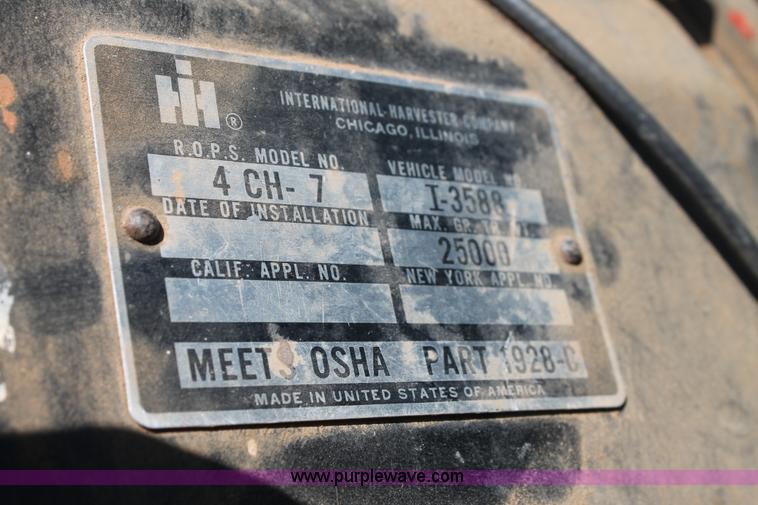 IH ®
INTERNATIONAL HARVESTER COMPANY
CHICAGO, ILLINOIS
R.O.P.S. MODEL NO. VEHICLE MODEL
4 CH-7 I-3588
DATE OF INSTALLATION MAX. GR. TR. WT.
25000
CALIF. APPL. NO. NEW YORK APPL. NO.
MEETS OSHA PART 1928-C
MADE IN UNITED STATES OF AMERICA
www.purplewave.com